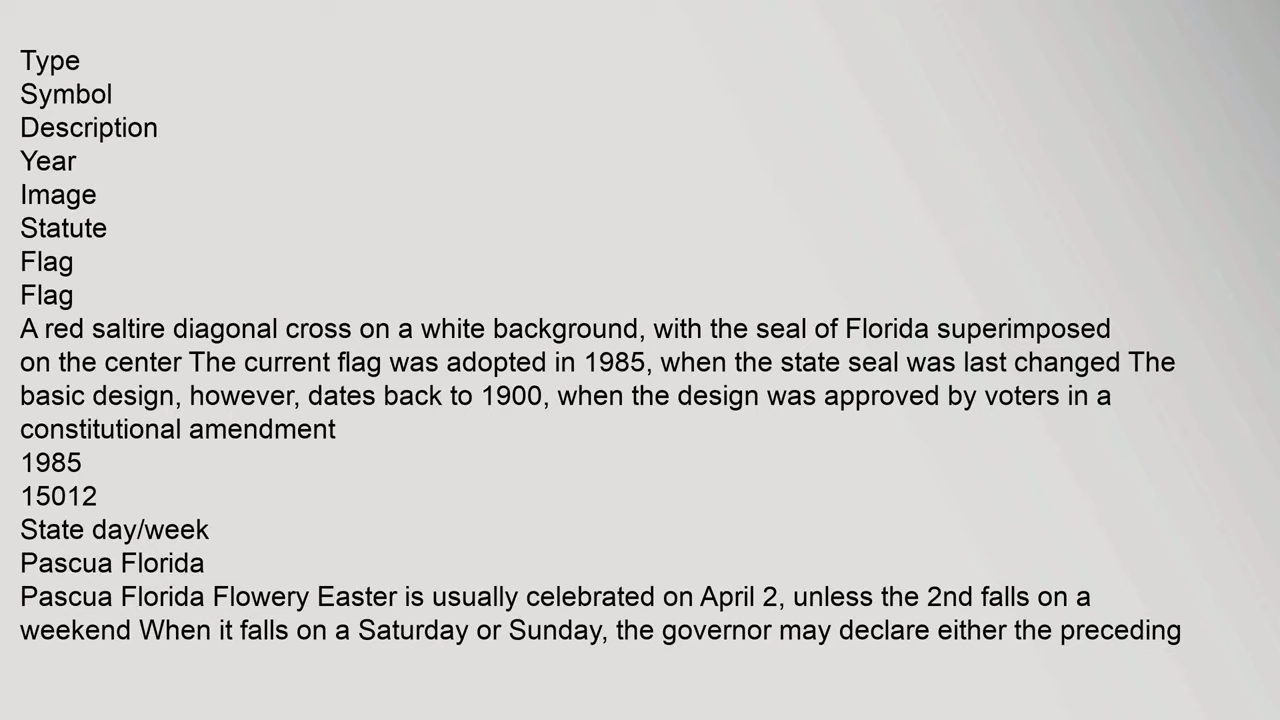 Type
Symbol
Description
Year
Image
Statute
Flag
Flag
A red saltire diagonal cross on a white background, with the seal of Florida superimposed
on the center The current flag was adopted in 1985, when the state seal was last changed The
basic design, however, dates back to 1900, when the design was approved by voters in a
constitutional amendment
1985
15012
State day/week
Pascua Florida
Pascua Florida Flowery Easter is usually celebrated on April 2, unless the 2nd falls on a
weekend When it falls on a Saturday or Sunday, the governor may declare either the preceding